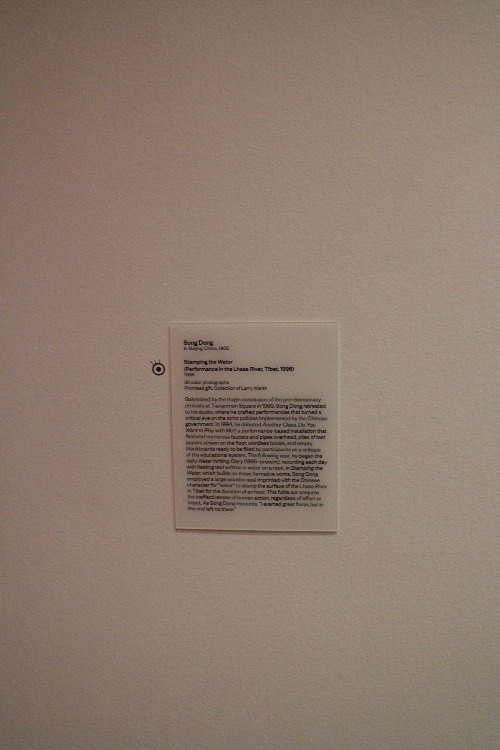 Song Dong
b. Beijing, China, 1966
Stamping the Water
(Performance in the Lhasa River, Tibet, 1996)
1996
36 color photographs
Promised gift, Collection of Larry Warsh
Galvanized by the tragic conclusion of the pro-democracy
protests at Tiananmen Square in 1989, Song Dong retreated
to his studio, where he crafted performances that turned a
critical eye on the strict policies implemented by the Chinese
government. In 1994, he debuted Another Class, Do You
Want to Play with Me?, a performance-based installation that
featured numerous faucets and pipes overhead, piles of test
papers strewn on the floor, wordless books, and empty
blackboards ready to be filled by participants as a critique
of the educational system. The following year, he began the
daily Water Writing Diary (1995–present), recording each day
with fleeting text written in water on a rock. In Stamping the
Water, which builds on these formative works, Song Dong
employed a large wooden seal imprinted with the Chinese
character for "water" to stamp the surface of the Lhasa River
in Tibet for the duration of an hour. This futile act conjures
the ineffectiveness of human action, regardless of effort or
intent. As Song Dong recounts, "I exerted great force, but in
the end left no trace."